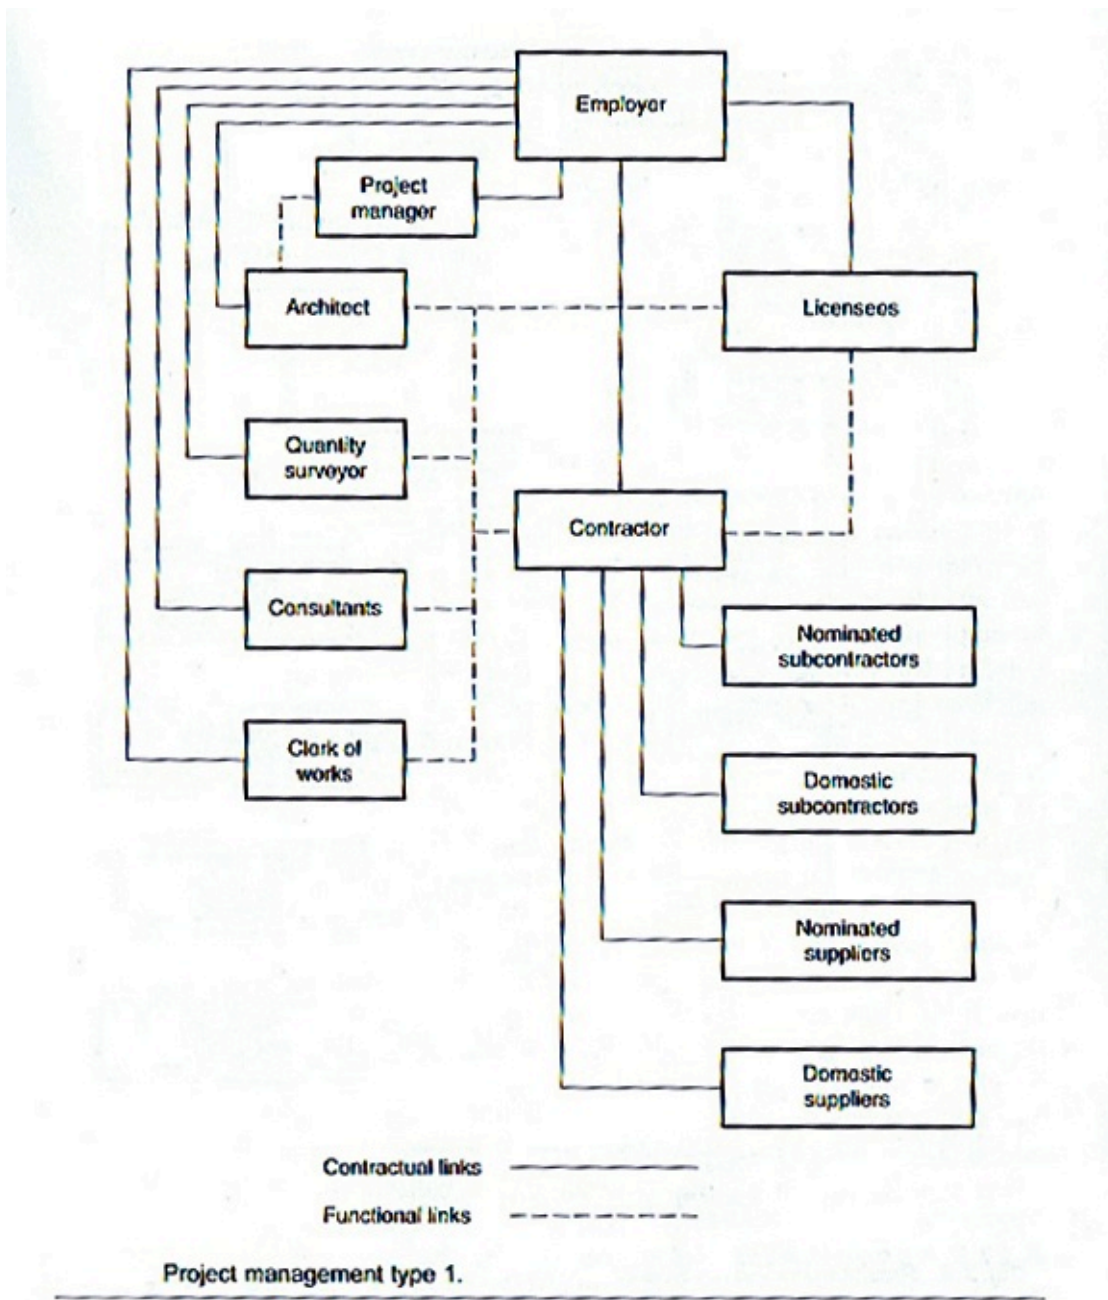 Employer
Project
manager
Architect
Licensees
Quantity
surveyor
Contractor
Consultants
Nominated
subcontractors
Clerk of
works
Domestic
subcontractors
Nominated
suppliers
Domestic
suppliers
Contractual links
Functional links
Project management type 1.